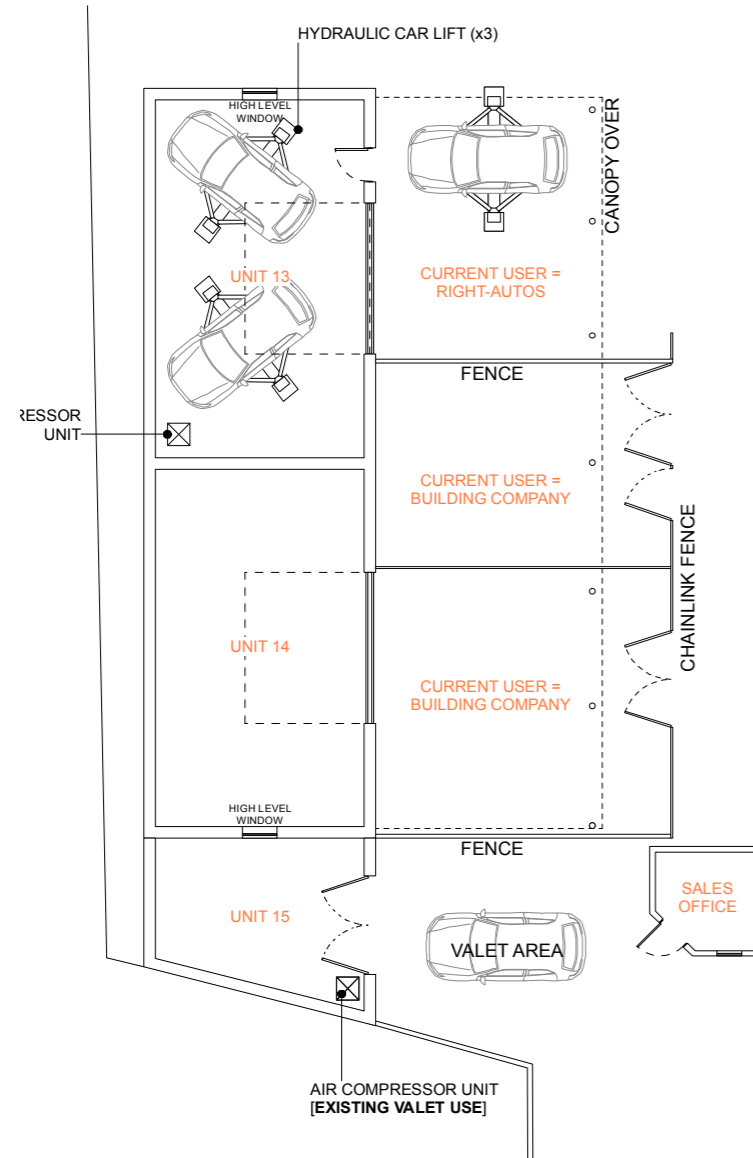 HYDRAULIC CAR LIFT (x3)
HIGH LEVEL
WINDOW
CANOPY OVER
UNIT 13
CURRENT USER =
RIGHT-AUTOS
FENCE
RESSOR
UNIT
CURRENT USER =
BUILDING COMPANY
CHAINLINK FENCE
UNIT 14
CURRENT USER =
BUILDING COMPANY
HIGH LEVEL
WINDOW
FENCE
UNIT 15
SALES
OFFICE
VALET AREA
AIR COMPRESSOR UNIT
[EXISTING VALET USE]